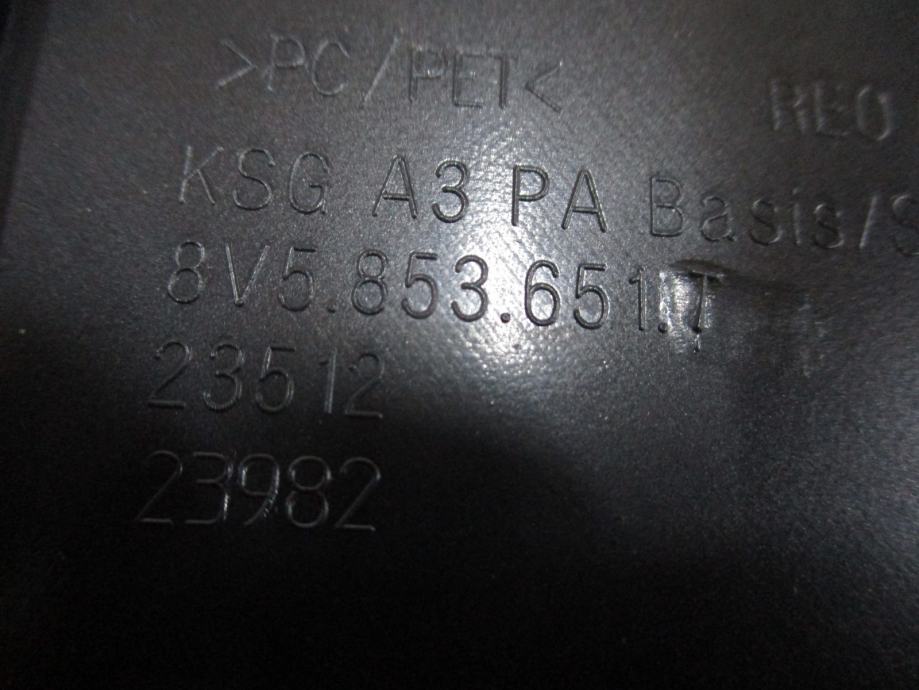 >PC/PET<
REO
KSG A3 PA Basis/S
8V5.853.651.T
23512
23982